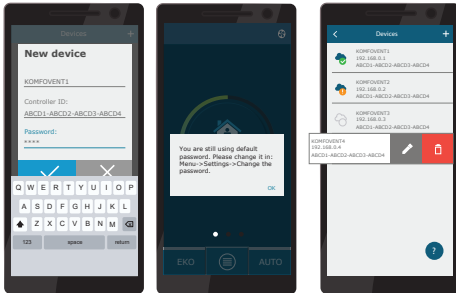 Devices
+
New device
KOMFOVENT1
Controller ID:
ABCD1-ABCD2-ABCD3-ABCD4
Password:
****
Q W E R T Y U I O P
A S D F G H J K L
Z X C V B N M
123 space return
You are still using default
password. Please change it in:
Menu->Settings->Change the
password.
OK
EKO AUTO
< Devices +
KOMFOVENT1
192.168.0.1
ABCD1-ABCD2-ABCD3-ABCD4
KOMFOVENT2
192.168.0.2
ABCD1-ABCD2-ABCD3-ABCD4
KOMFOVENT3
192.168.0.3
ABCD1-ABCD2-ABCD3-ABCD4
KOMFOVENT4
192.168.0.4
ABCD1-ABCD2-ABCD3-ABCD4
?